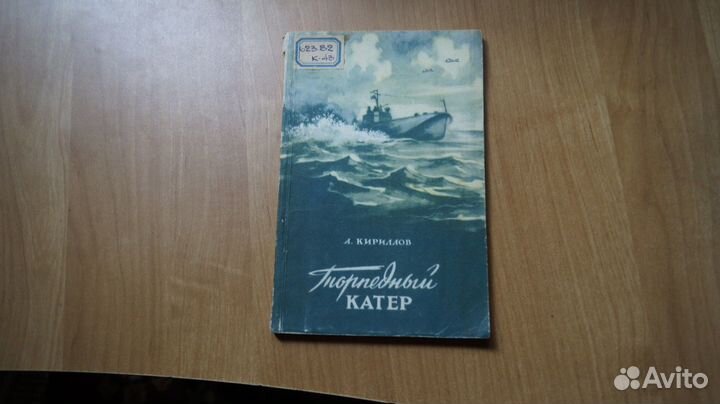 623.82
К-43
А. КИРИЛЛОВ
Торпедный
КАТЕР
Avito